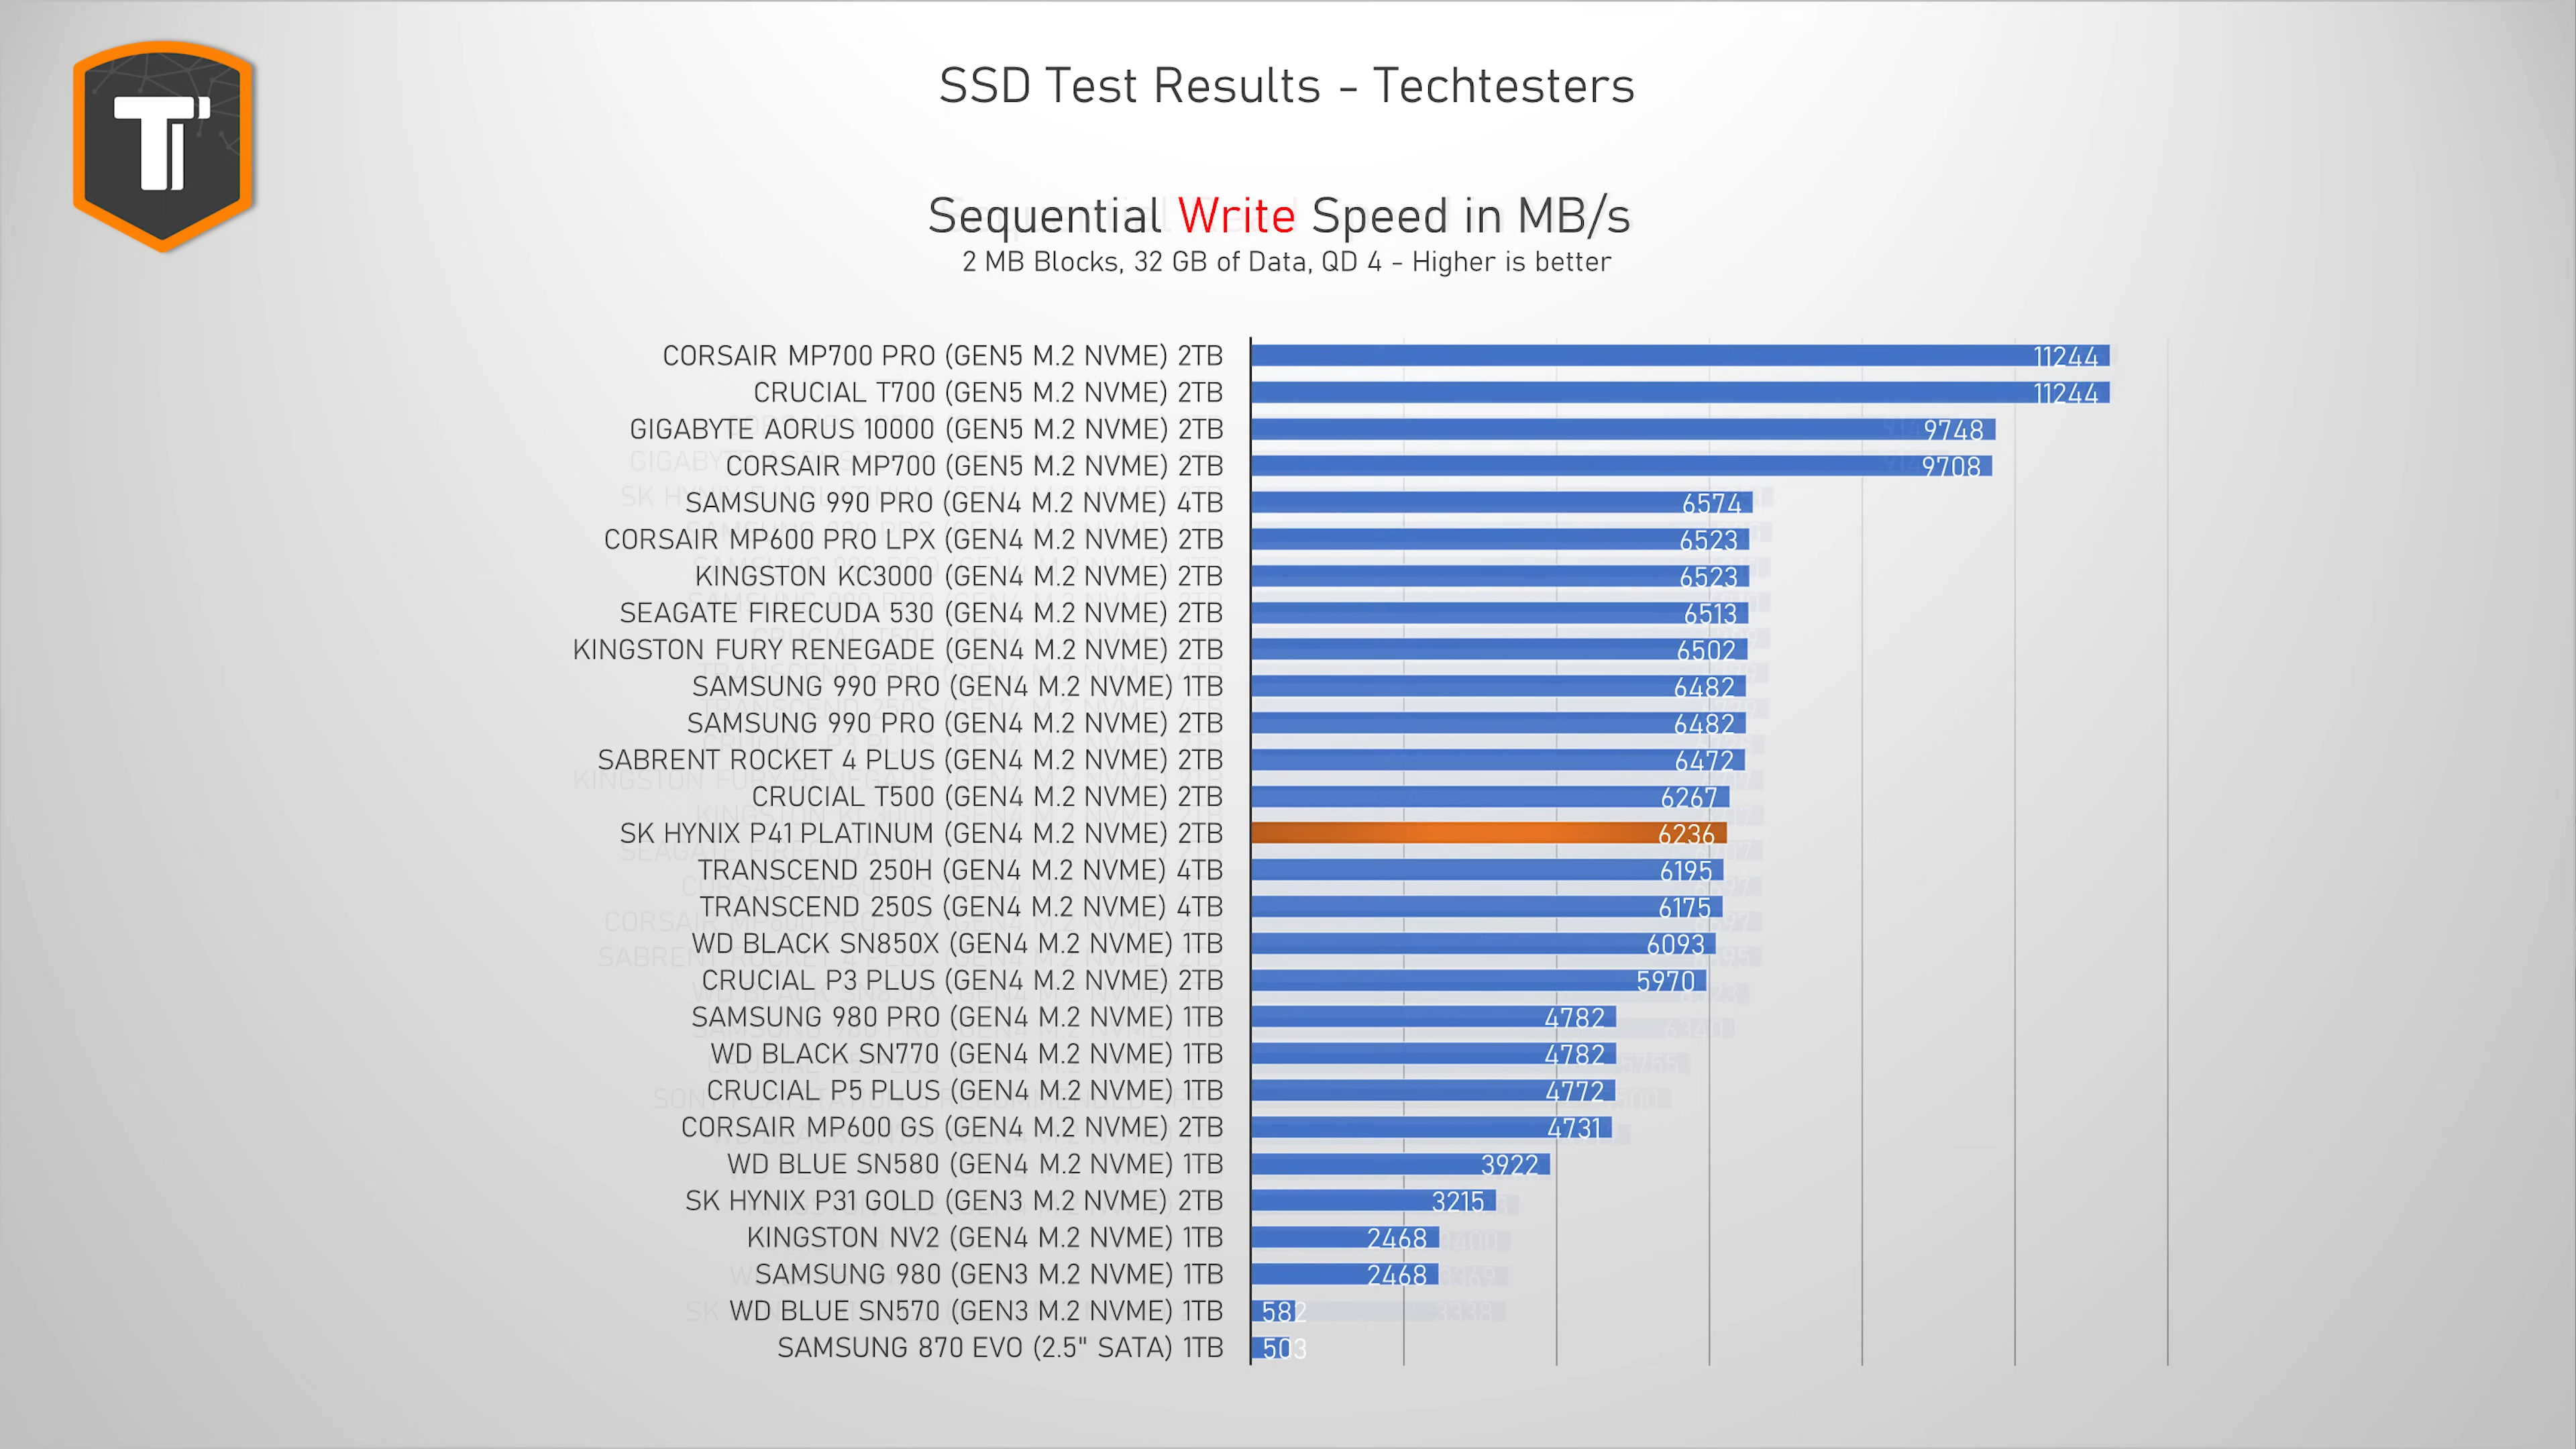 SSD Test Results - Techtesters
Sequential Write Speed in MB/s
2 MB Blocks, 32 GB of Data, QD 4 - Higher is better
CORSAIR MP700 PRO (GEN5 M.2 NVME) 2TB 11244
CRUCIAL T700 (GEN5 M.2 NVME) 2TB 11244
GIGABYTE AORUS 10000 (GEN5 M.2 NVME) 2TB 9748
CORSAIR MP700 (GEN5 M.2 NVME) 2TB 9708
SAMSUNG 990 PRO (GEN4 M.2 NVME) 4TB 6574
CORSAIR MP600 PRO LPX (GEN4 M.2 NVME) 2TB 6523
KINGSTON KC3000 (GEN4 M.2 NVME) 2TB 6523
SEAGATE FIRECUDA 530 (GEN4 M.2 NVME) 2TB 6513
KINGSTON FURY RENEGADE (GEN4 M.2 NVME) 2TB 6502
SAMSUNG 990 PRO (GEN4 M.2 NVME) 1TB 6482
SAMSUNG 990 PRO (GEN4 M.2 NVME) 2TB 6482
SABRENT ROCKET 4 PLUS (GEN4 M.2 NVME) 2TB 6472
CRUCIAL T500 (GEN4 M.2 NVME) 2TB 6267
SK HYNIX P41 PLATINUM (GEN4 M.2 NVME) 2TB 6236
TRANSCEND 250H (GEN4 M.2 NVME) 4TB 6195
TRANSCEND 250S (GEN4 M.2 NVME) 4TB 6175
WD BLACK SN850X (GEN4 M.2 NVME) 1TB 6093
CRUCIAL P3 PLUS (GEN4 M.2 NVME) 2TB 5970
SAMSUNG 980 PRO (GEN4 M.2 NVME) 1TB 4782
WD BLACK SN770 (GEN4 M.2 NVME) 1TB 4782
CRUCIAL P5 PLUS (GEN4 M.2 NVME) 1TB 4772
CORSAIR MP600 GS (GEN4 M.2 NVME) 2TB 4731
WD BLUE SN580 (GEN4 M.2 NVME) 1TB 3922
SK HYNIX P31 GOLD (GEN3 M.2 NVME) 2TB 3215
KINGSTON NV2 (GEN4 M.2 NVME) 1TB 2468
SAMSUNG 980 (GEN3 M.2 NVME) 1TB 2468
WD BLUE SN570 (GEN3 M.2 NVME) 1TB 582
SAMSUNG 870 EVO (2.5" SATA) 1TB 503